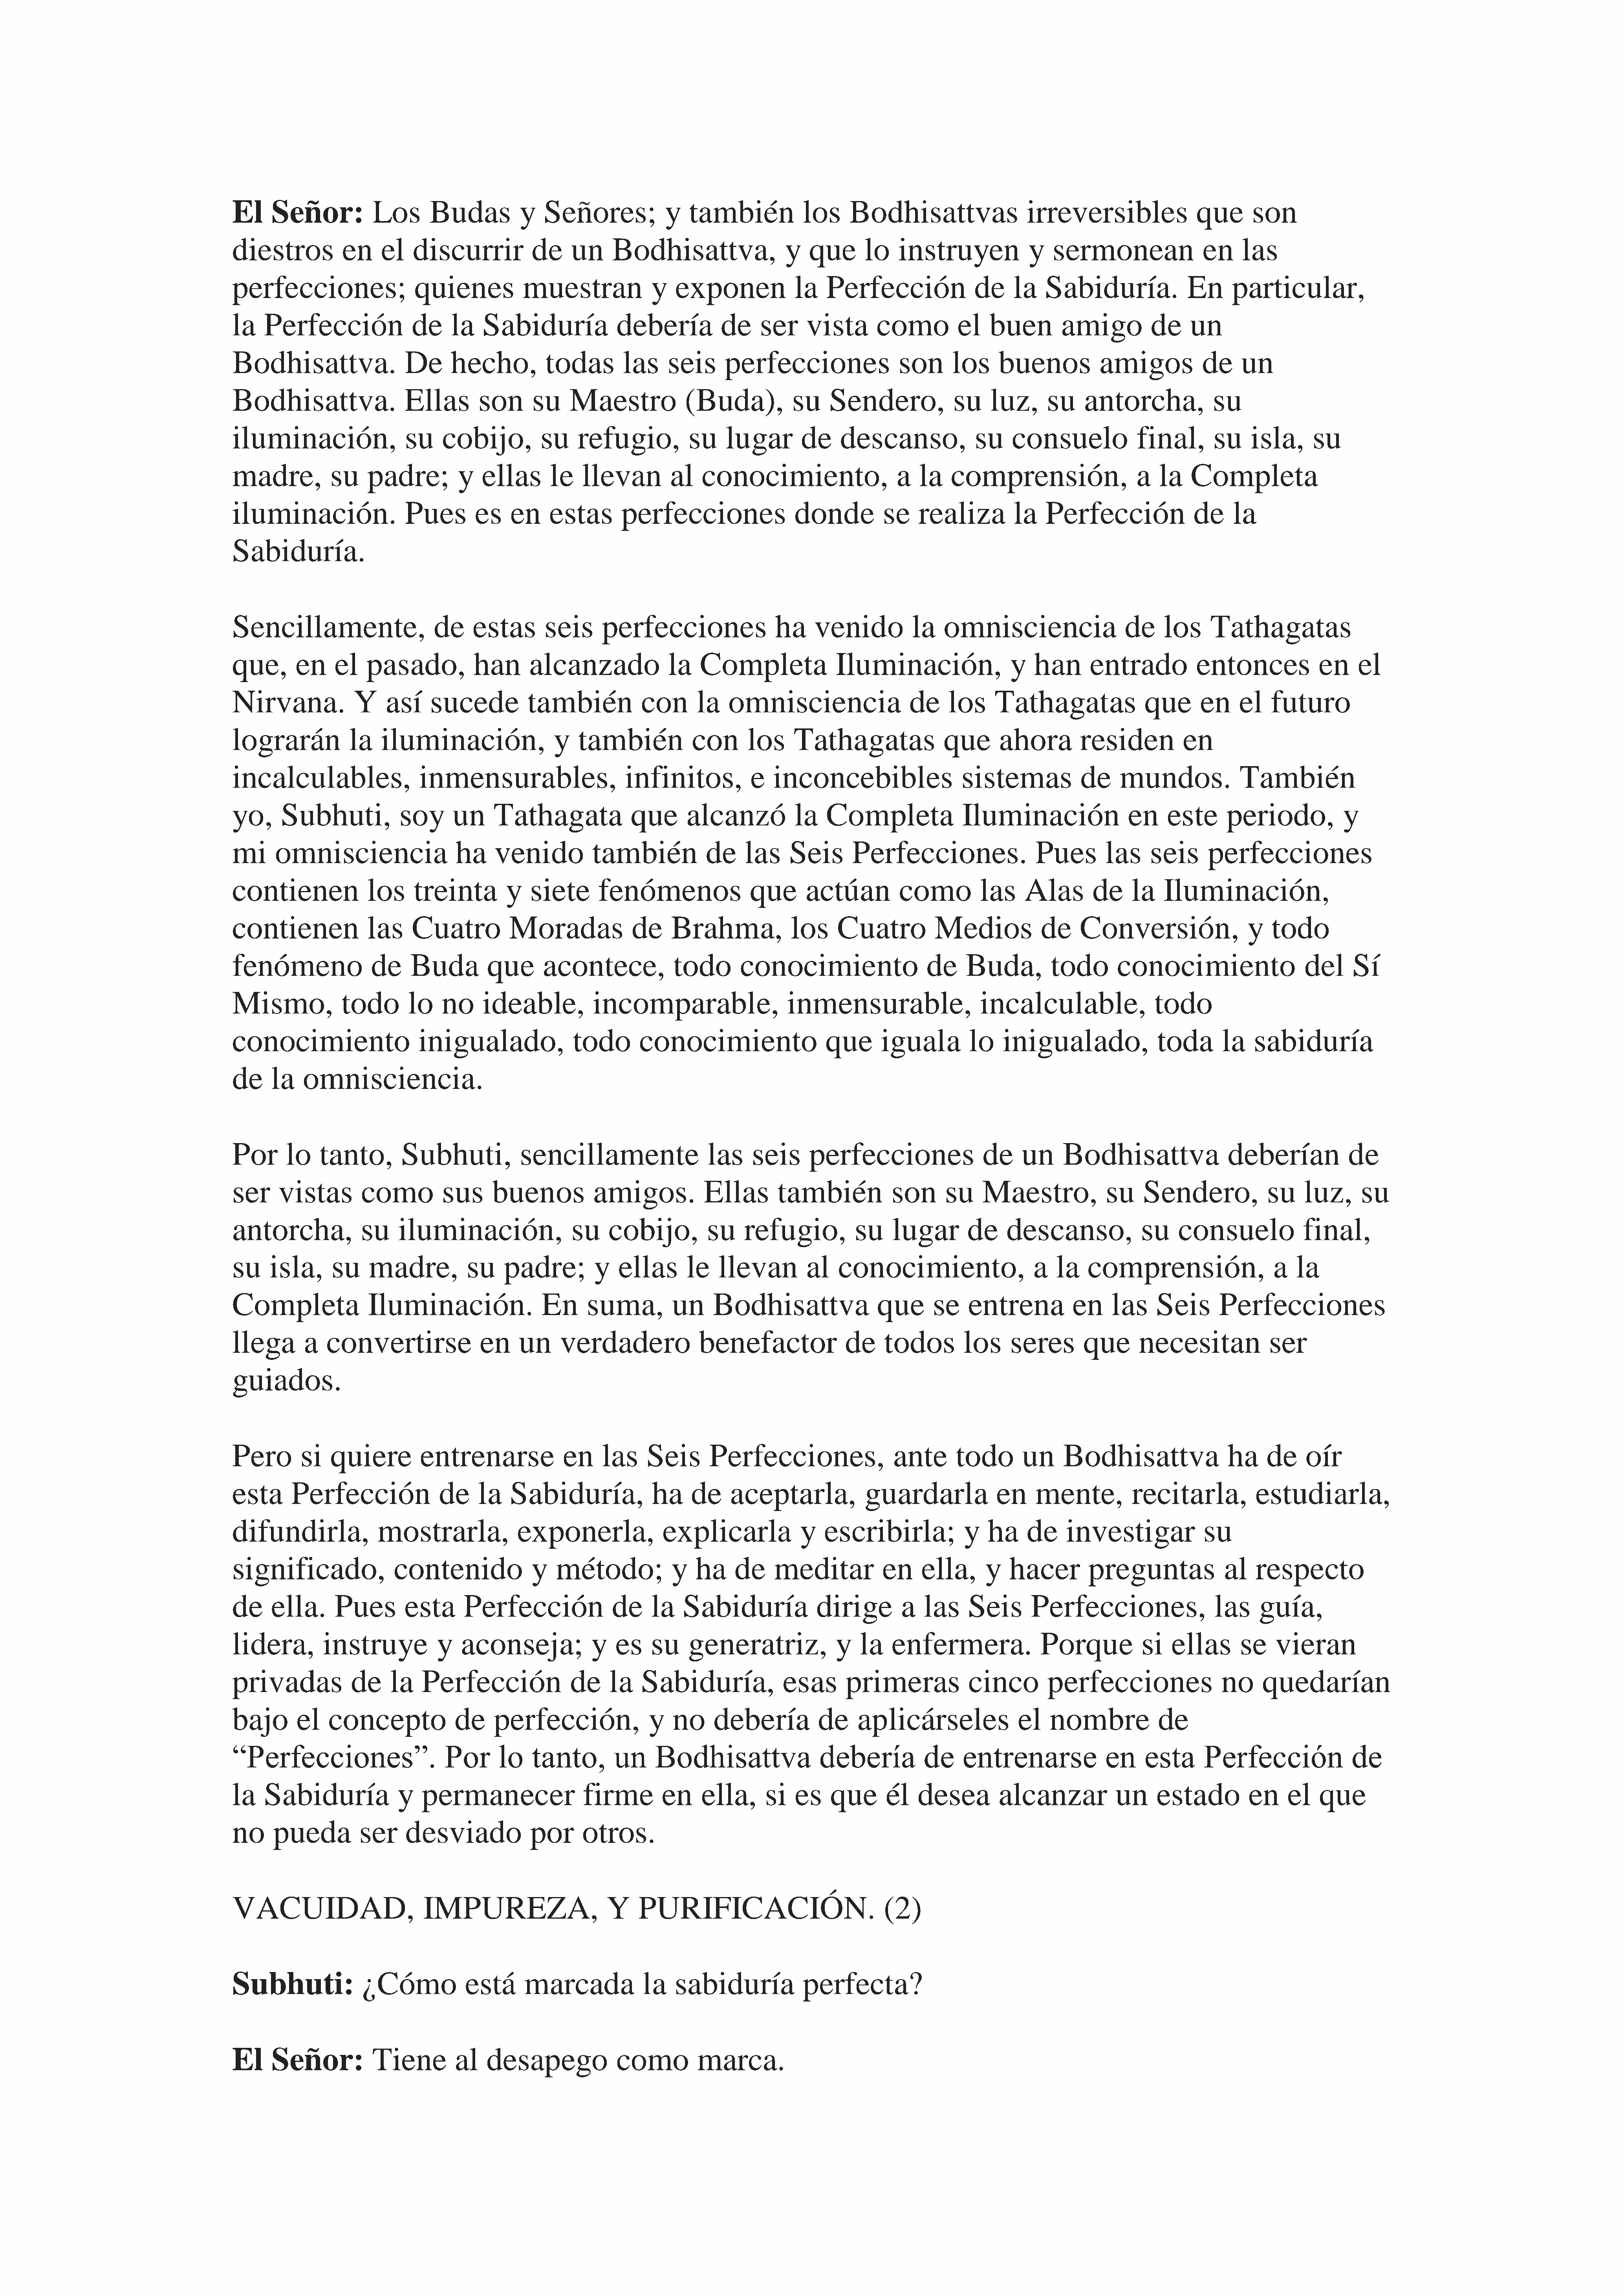 El Señor: Los Budas y Señores; y también los Bodhisattvas irreversibles que son
diestros en el discurrir de un Bodhisattva, y que lo instruyen y sermonean en las
perfecciones; quienes muestran y exponen la Perfección de la Sabiduría. En particular,
la Perfección de la Sabiduría debería de ser vista como el buen amigo de un
Bodhisattva. De hecho, todas las seis perfecciones son los buenos amigos de un
Bodhisattva. Ellas son su Maestro (Buda), su Sendero, su luz, su antorcha, su
iluminación, su cobijo, su refugio, su lugar de descanso, su consuelo final, su isla, su
madre, su padre; y ellas le llevan al conocimiento, a la comprensión, a la Completa
iluminación. Pues es en estas perfecciones donde se realiza la Perfección de la
Sabiduría.

Sencillamente, de estas seis perfecciones ha venido la omnisciencia de los Tathagatas
que, en el pasado, han alcanzado la Completa Iluminación, y han entrado entonces en el
Nirvana. Y así sucede también con la omnisciencia de los Tathagatas que en el futuro
lograrán la iluminación, y también con los Tathagatas que ahora residen en
incalculables, inmensurables, infinitos, e inconcebibles sistemas de mundos. También
yo, Subhuti, soy un Tathagata que alcanzó la Completa Iluminación en este periodo, y
mi omnisciencia ha venido también de las Seis Perfecciones. Pues las seis perfecciones
contienen los treinta y siete fenómenos que actúan como las Alas de la Iluminación,
contienen las Cuatro Moradas de Brahma, los Cuatro Medios de Conversión, y todo
fenómeno de Buda que acontece, todo conocimiento de Buda, todo conocimiento del Sí
Mismo, todo lo no ideable, incomparable, inmensurable, incalculable, todo
conocimiento inigualado, todo conocimiento que iguala lo inigualado, toda la sabiduría
de la omnisciencia.

Por lo tanto, Subhuti, sencillamente las seis perfecciones de un Bodhisattva deberían de
ser vistas como sus buenos amigos. Ellas también son su Maestro, su Sendero, su luz, su
antorcha, su iluminación, su cobijo, su refugio, su lugar de descanso, su consuelo final,
su isla, su madre, su padre; y ellas le llevan al conocimiento, a la comprensión, a la
Completa Iluminación. En suma, un Bodhisattva que se entrena en las Seis Perfecciones
llega a convertirse en un verdadero benefactor de todos los seres que necesitan ser
guiados.

Pero si quiere entrenarse en las Seis Perfecciones, ante todo un Bodhisattva ha de oír
esta Perfección de la Sabiduría, ha de aceptarla, guardarla en mente, recitarla, estudiarla,
difundirla, mostrarla, exponerla, explicarla y escribirla; y ha de investigar su
significado, contenido y método; y ha de meditar en ella, y hacer preguntas al respecto
de ella. Pues esta Perfección de la Sabiduría dirige a las Seis Perfecciones, las guía,
lidera, instruye y aconseja; y es su generatriz, y la enfermera. Porque si ellas se vieran
privadas de la Perfección de la Sabiduría, esas primeras cinco perfecciones no quedarían
bajo el concepto de perfección, y no debería de aplicárseles el nombre de
“Perfecciones”. Por lo tanto, un Bodhisattva debería de entrenarse en esta Perfección de
la Sabiduría y permanecer firme en ella, si es que él desea alcanzar un estado en el que
no pueda ser desviado por otros.

VACUIDAD, IMPUREZA, Y PURIFICACIÓN. (2)

Subhuti: ¿Cómo está marcada la sabiduría perfecta?

El Señor: Tiene al desapego como marca.